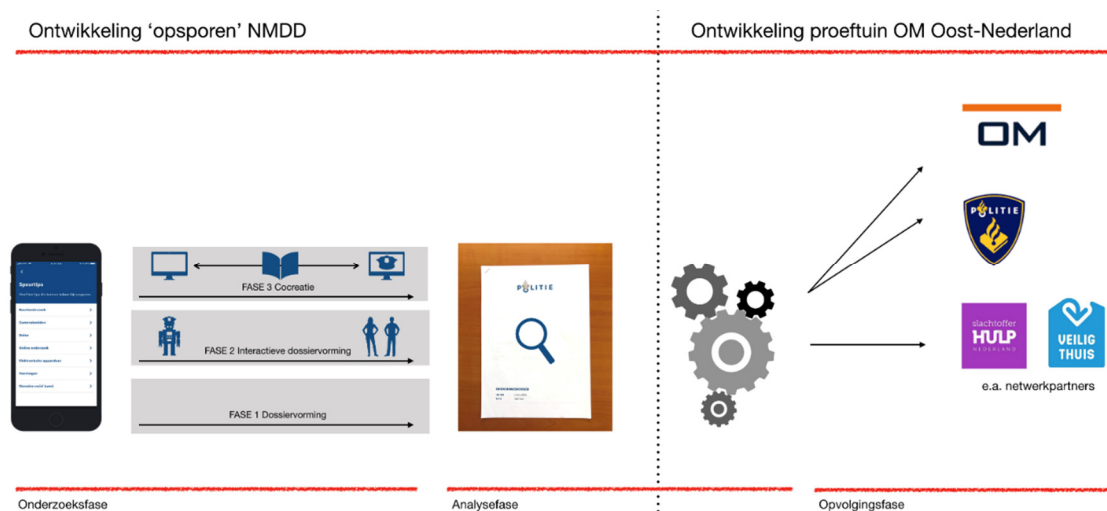 Ontwikkeling ‘opsporen’ NMDD
Ontwikkeling proeftuin OM Oost-Nederland
OM
POLITIE
Speurtips
FASE 3 Cocreatie
FASE 2 Interactieve dossiervorming
FASE 1 Dossiervorming
POLITIE
slachtoffer
HULP
NEDERLAND
VEILIG
THUIS
e.a. netwerkpartners
Onderzoeksfase
Analysefase
Opvolgingsfase